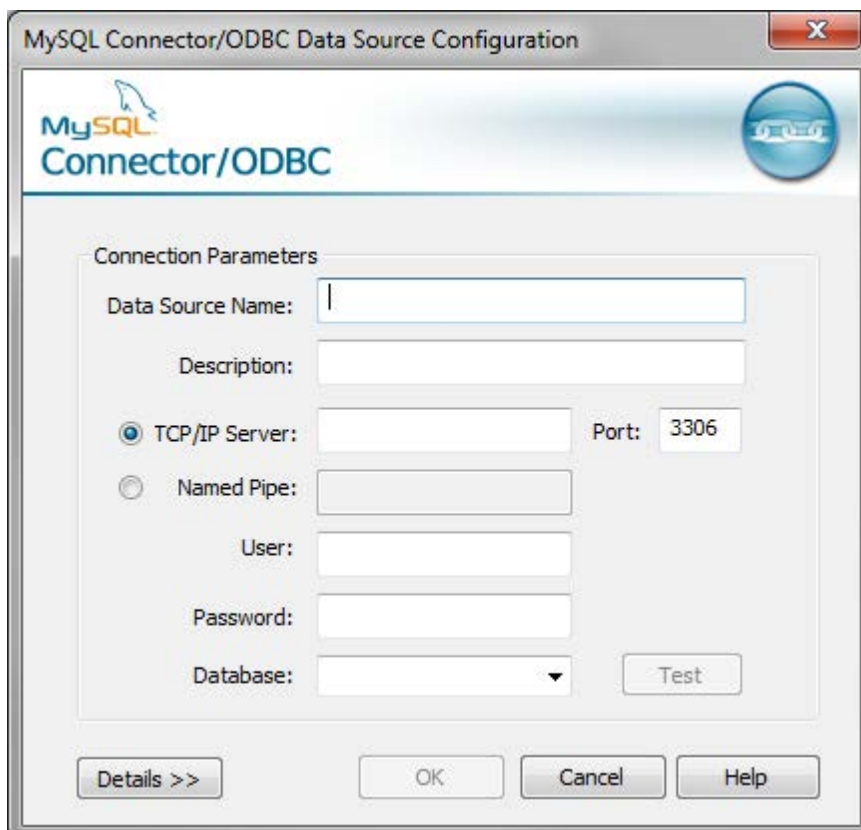 MySQL Connector/ODBC Data Source Configuration
MySQL
Connector/ODBC
Connection Parameters
Data Source Name:
Description:
TCP/IP Server:
Port: 3306
Named Pipe:
User:
Password:
Database:
Test
Details >>
OK
Cancel
Help